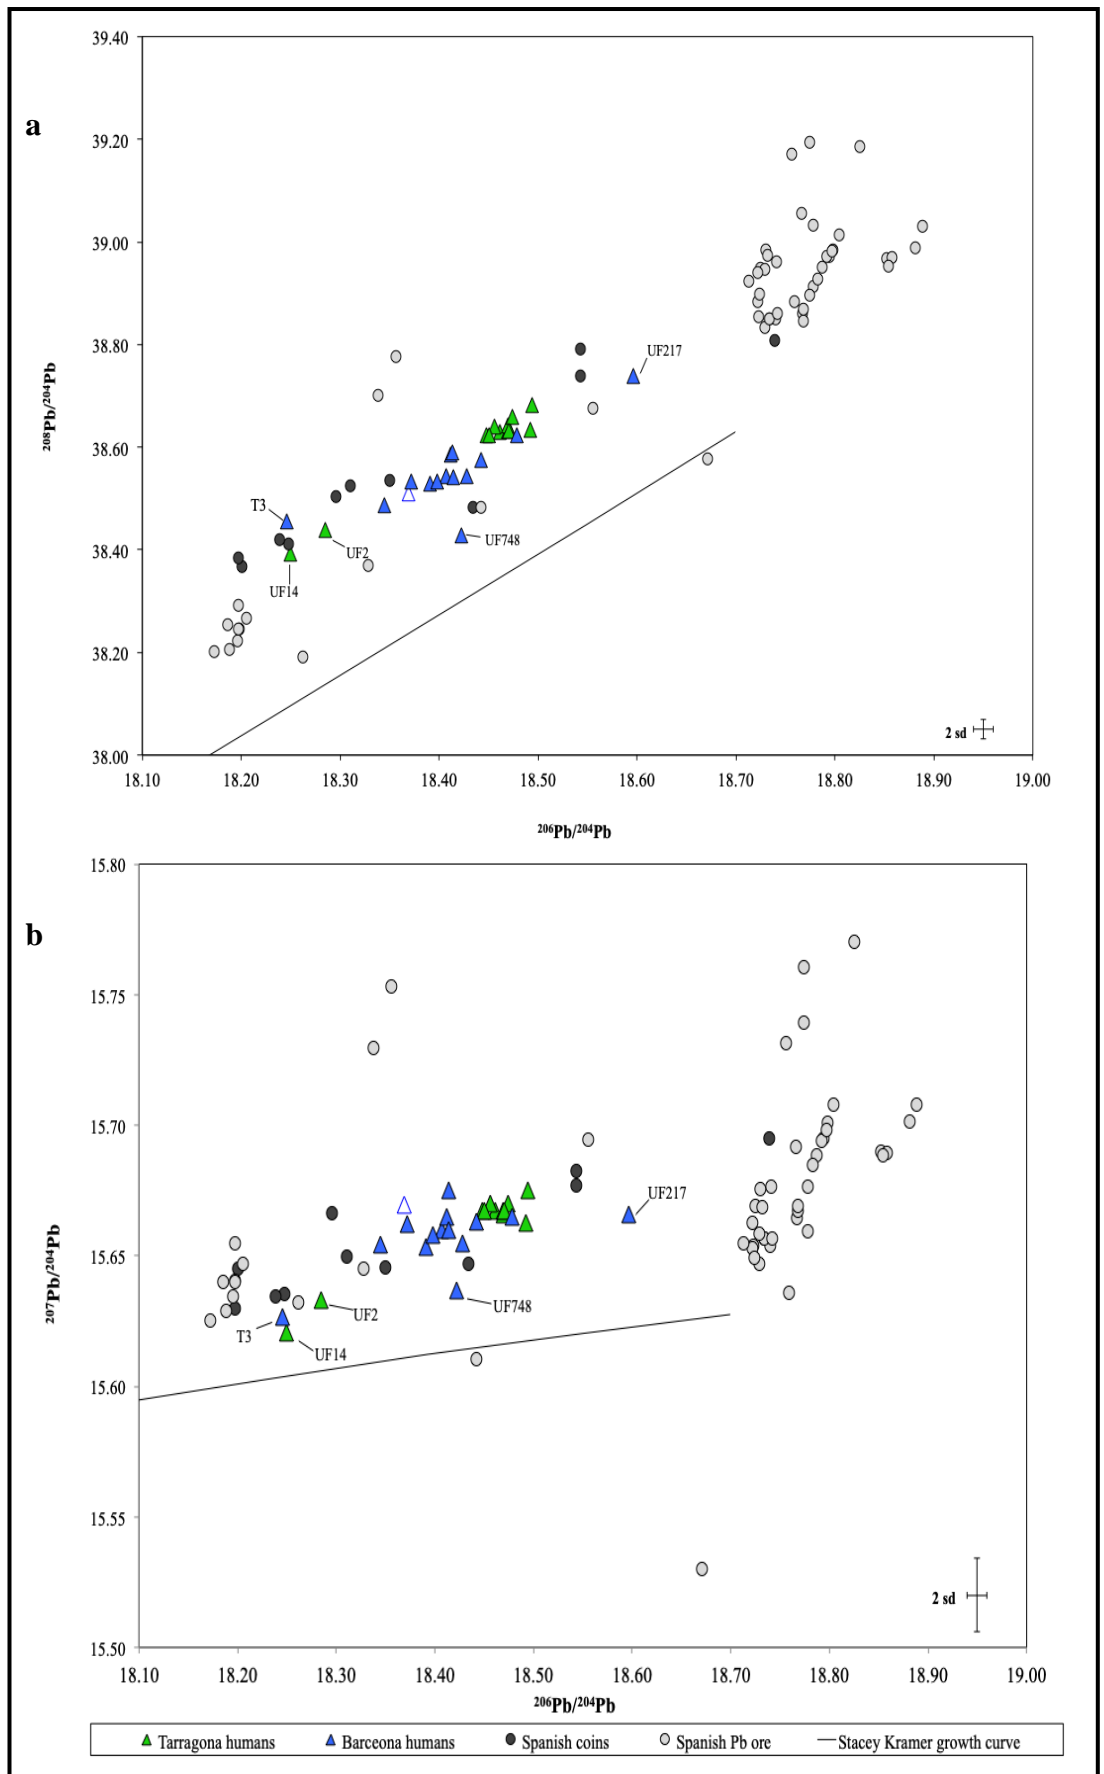 a
39.40
39.20
39.00
38.80
38.60
38.40
38.20
38.00
²⁰⁸Pb/²⁰⁴Pb
UF217
T3
UF2
UF748
UF14
2 sd
18.10 18.20 18.30 18.40 18.50 18.60 18.70 18.80 18.90 19.00
²⁰⁶Pb/²⁰⁴Pb
b
15.80
15.75
15.70
15.65
15.60
15.55
15.50
²⁰⁷Pb/²⁰⁴Pb
UF217
UF748
UF2
T3
UF14
2 sd
18.10 18.20 18.30 18.40 18.50 18.60 18.70 18.80 18.90 19.00
²⁰⁶Pb/²⁰⁴Pb
Tarragona humans Barceona humans Spanish coins Spanish Pb ore Stacey Kramer growth curve